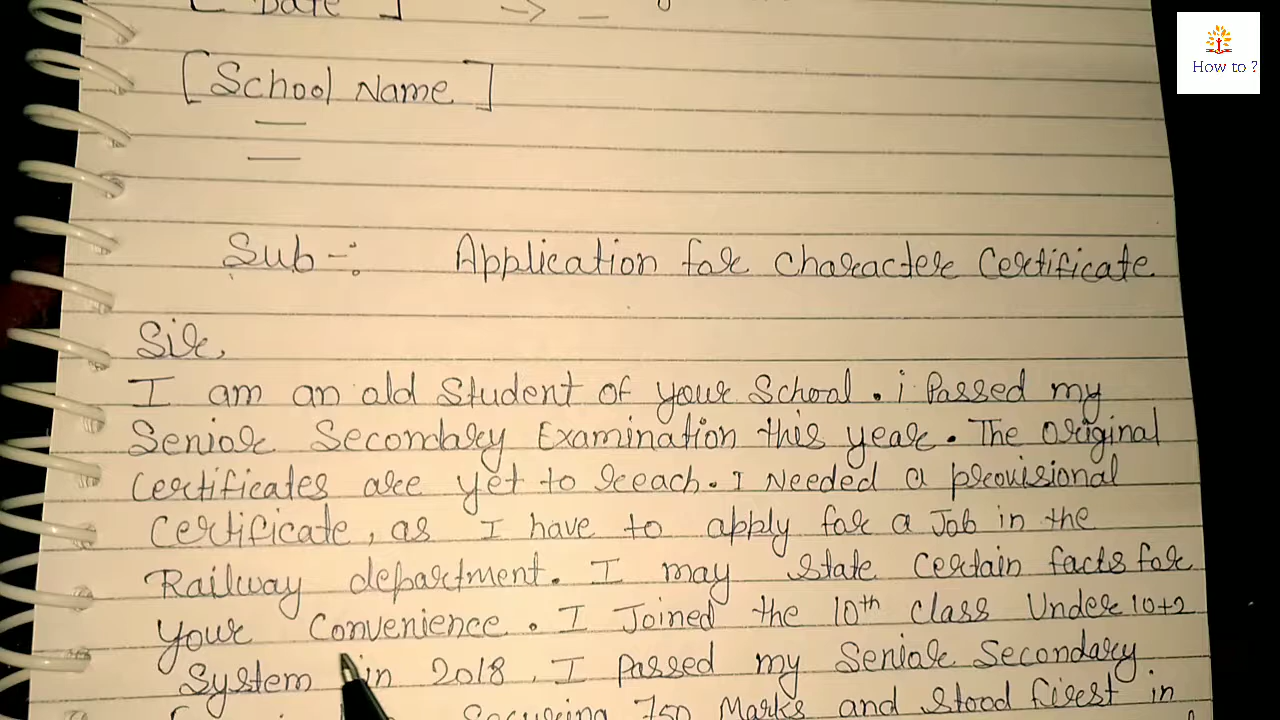 [ Date ] -> _
[School Name]
How to ?
Sub -: Application for character Certificate
Sir,
I am an old Student of your School. i Passed my
Senior Secondary Examination this year. The original
Certificates are yet to reach. I Needed a provisional
Certificate, as I have to apply for a Job in the
Railway department. I may state Certain facts for
your Convenience. I Joined the 10th class Under 10+2
System in 2018. I passed my Senior Secondary
Securing 750 Marks and stood first in